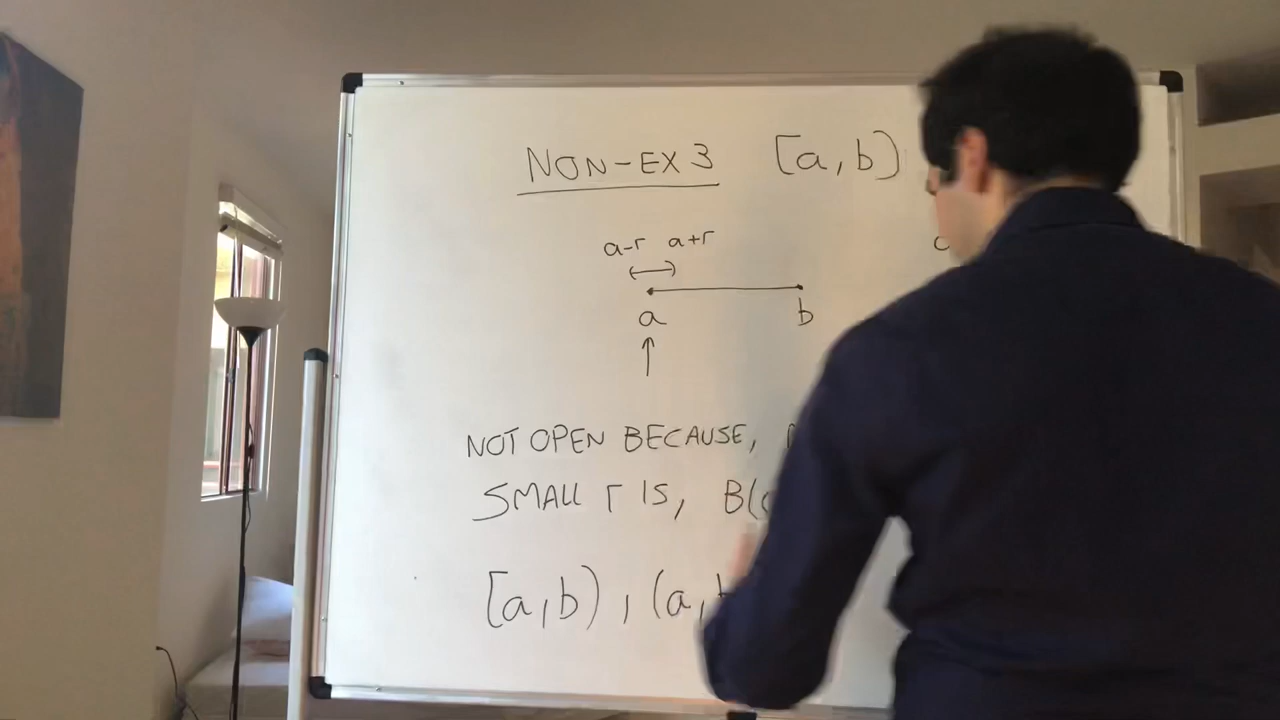 NON-EX 3 [a,b)
a-r a+r
a b
NOT OPEN BECAUSE,
SMALL r IS, B(
[a,b) , (a,